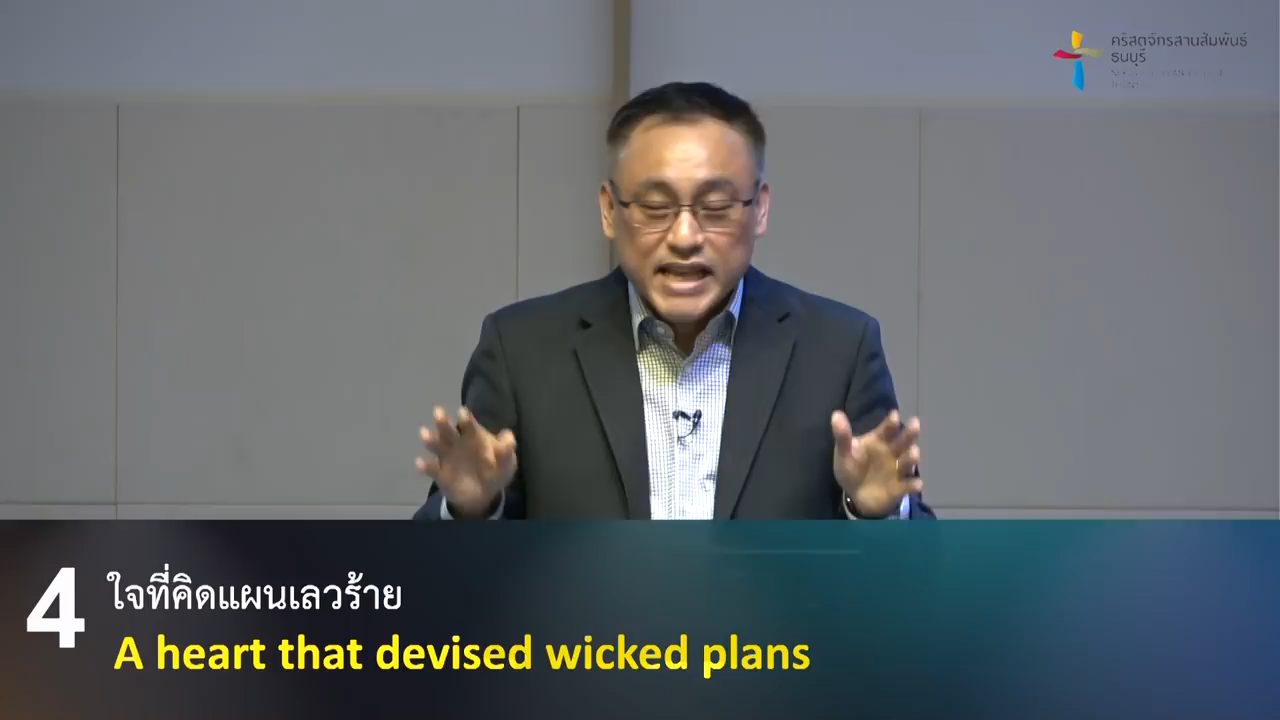 คริสตจักรสานสัมพันธ์
ธนบุรี
4
ใจที่คิดแผนเลวร้าย
A heart that devised wicked plans